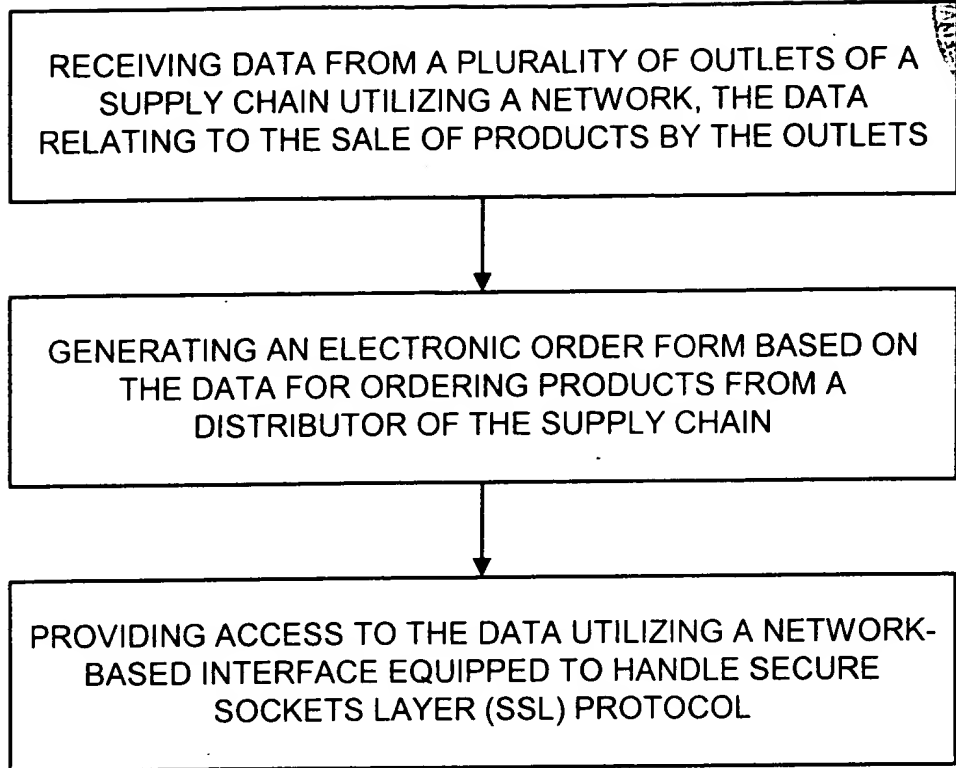 RECEIVING DATA FROM A PLURALITY OF OUTLETS OF A
SUPPLY CHAIN UTILIZING A NETWORK, THE DATA
RELATING TO THE SALE OF PRODUCTS BY THE OUTLETS
GENERATING AN ELECTRONIC ORDER FORM BASED ON
THE DATA FOR ORDERING PRODUCTS FROM A
DISTRIBUTOR OF THE SUPPLY CHAIN
PROVIDING ACCESS TO THE DATA UTILIZING A NETWORK-
BASED INTERFACE EQUIPPED TO HANDLE SECURE
SOCKETS LAYER (SSL) PROTOCOL